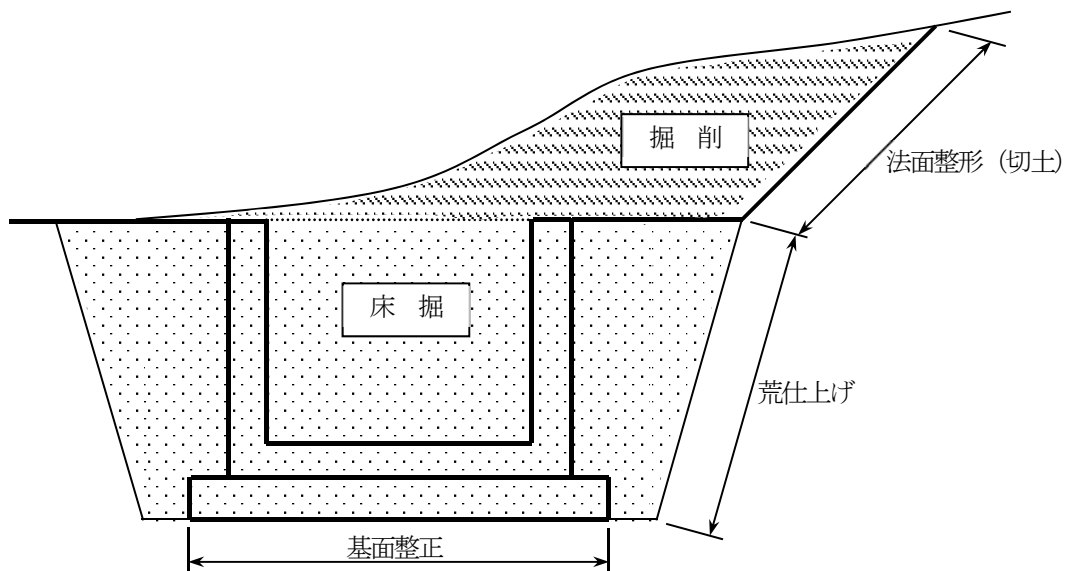 掘 削
法面整形（切土）
床 掘
荒仕上げ
基面整正